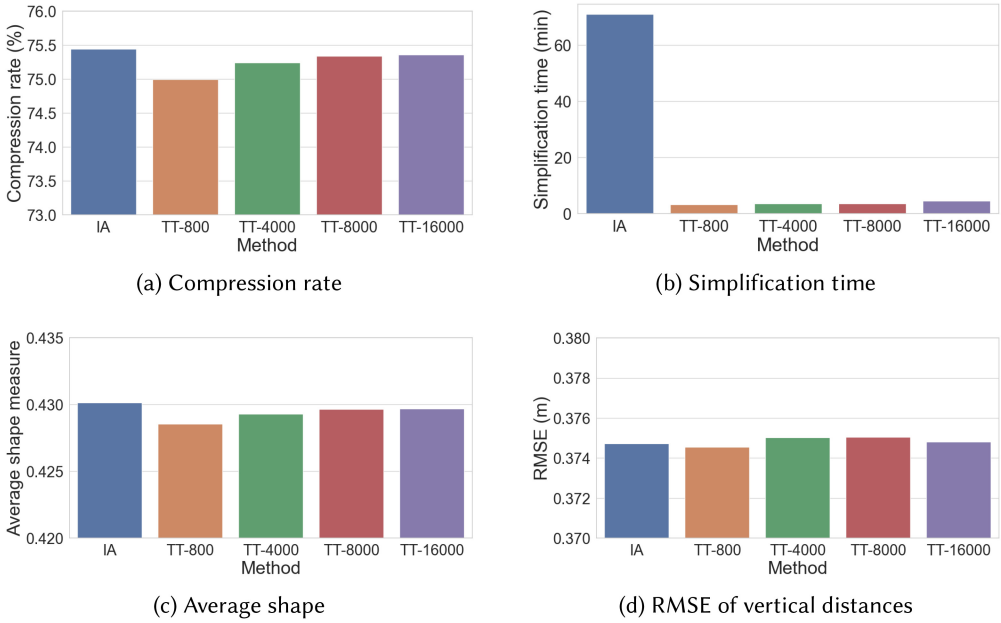 Compression rate (%)
76.0
75.5
75.0
74.5
74.0
73.5
73.0
IA TT-800 TT-4000 TT-8000 TT-16000
Method
(a) Compression rate
Simplification time (min)
60
40
20
0
IA TT-800 TT-4000 TT-8000 TT-16000
Method
(b) Simplification time
Average shape measure
0.435
0.430
0.425
0.420
IA TT-800 TT-4000 TT-8000 TT-16000
Method
(c) Average shape
RMSE (m)
0.380
0.378
0.376
0.374
0.372
0.370
IA TT-800 TT-4000 TT-8000 TT-16000
Method
(d) RMSE of vertical distances